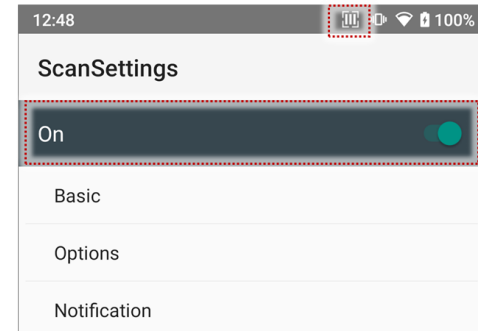 12:48 100%
ScanSettings
On
Basic
Options
Notification